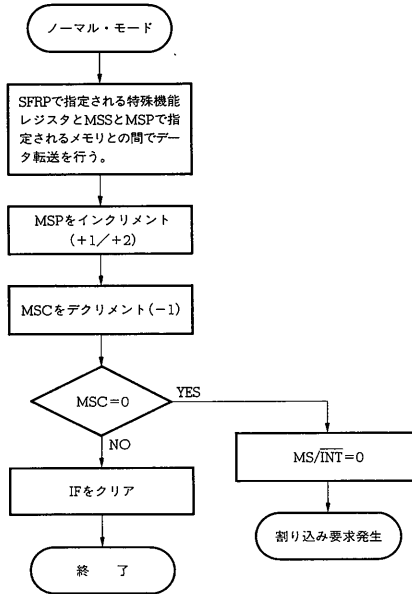 ノーマル・モード
SFRPで指定される特殊機能
レジスタとMSSとMSPで指
定されるメモリとの間でデー
タ転送を行う。
MSPをインクリメント
(+1/+2)
MSCをデクリメント(-1)
MSC=0
YES
NO
MS/INT=0
IFをクリア
割り込み要求発生
終 了